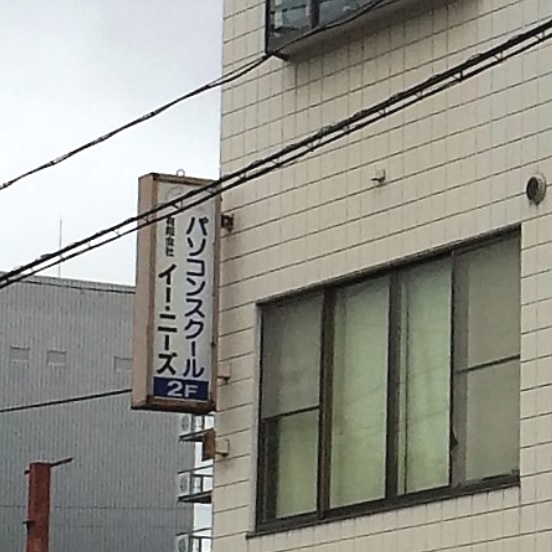 パソコンスクール
有限会社 イー・ニーズ
2F